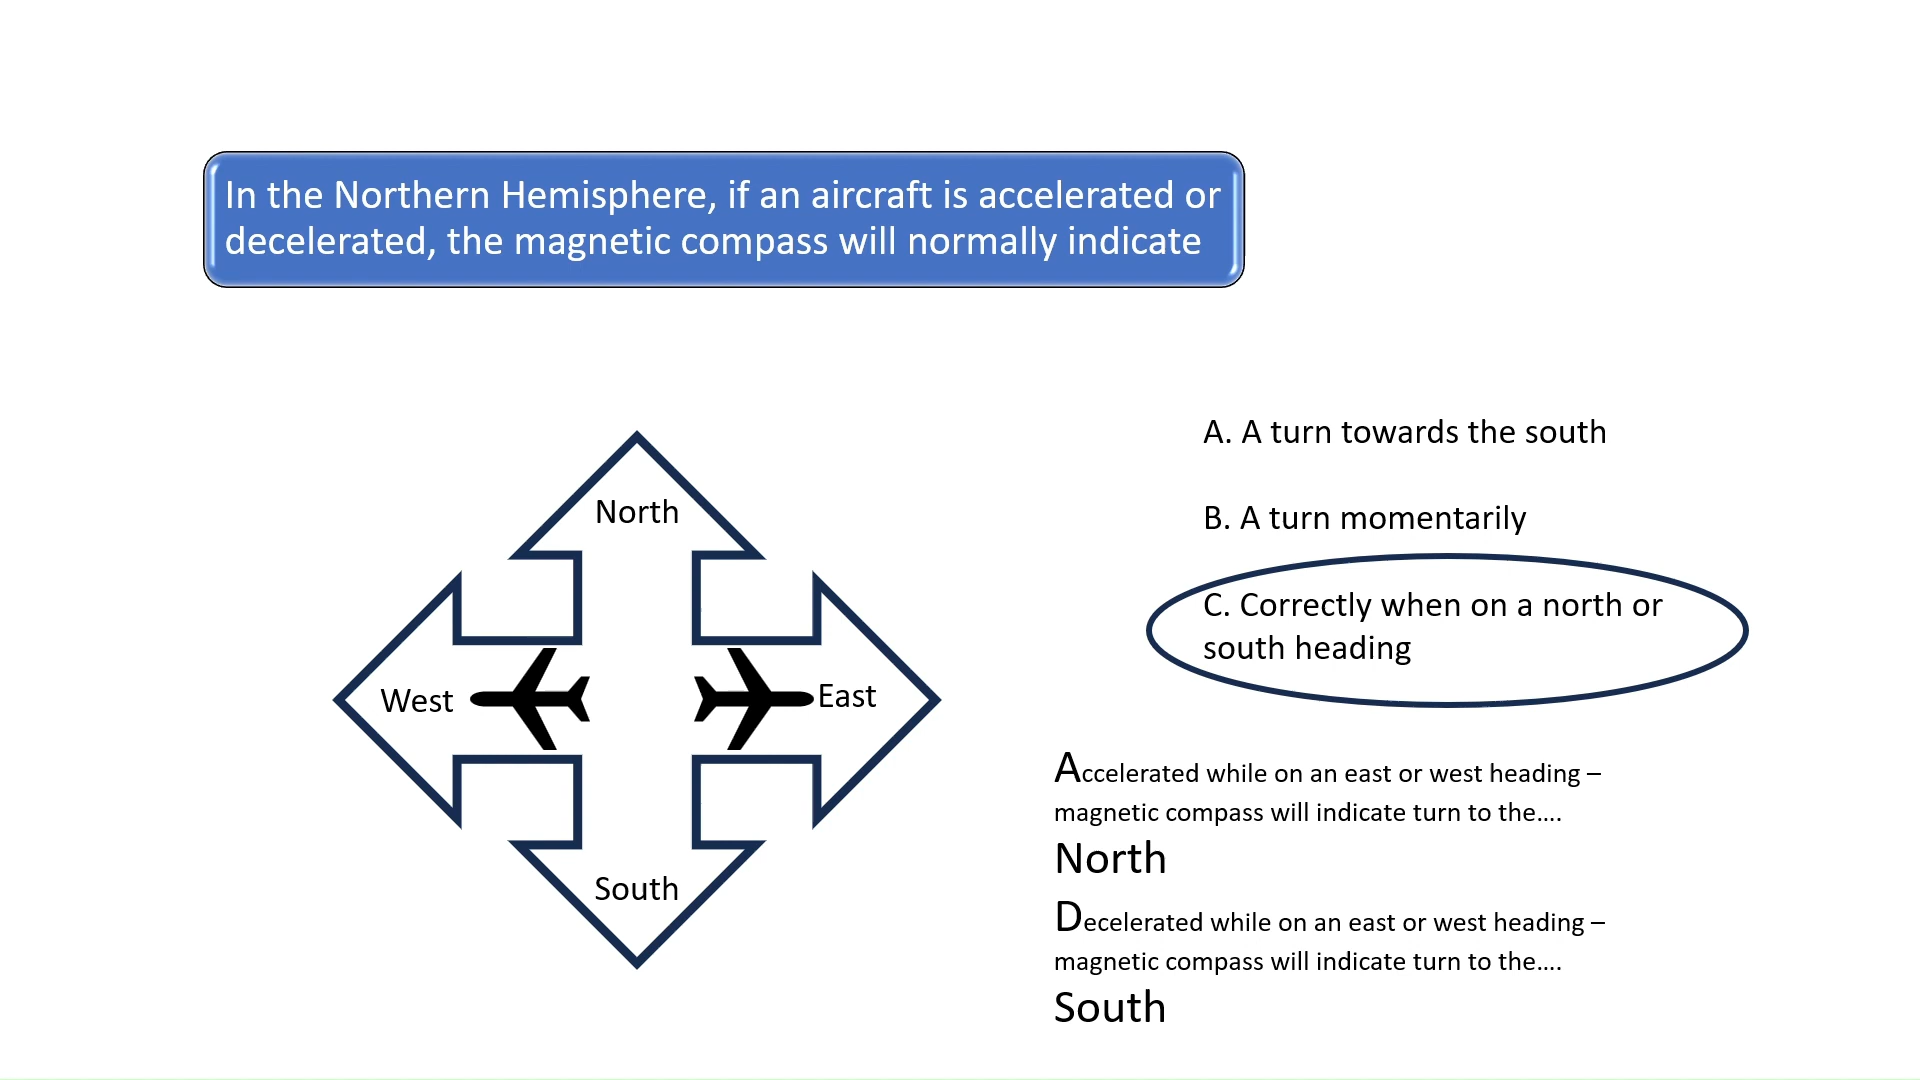 In the Northern Hemisphere, if an aircraft is accelerated or
decelerated, the magnetic compass will normally indicate
North
West
East
South
A. A turn towards the south
B. A turn momentarily
C. Correctly when on a north or
south heading
Accelerated while on an east or west heading –
magnetic compass will indicate turn to the....
North
Decelerated while on an east or west heading –
magnetic compass will indicate turn to the....
South